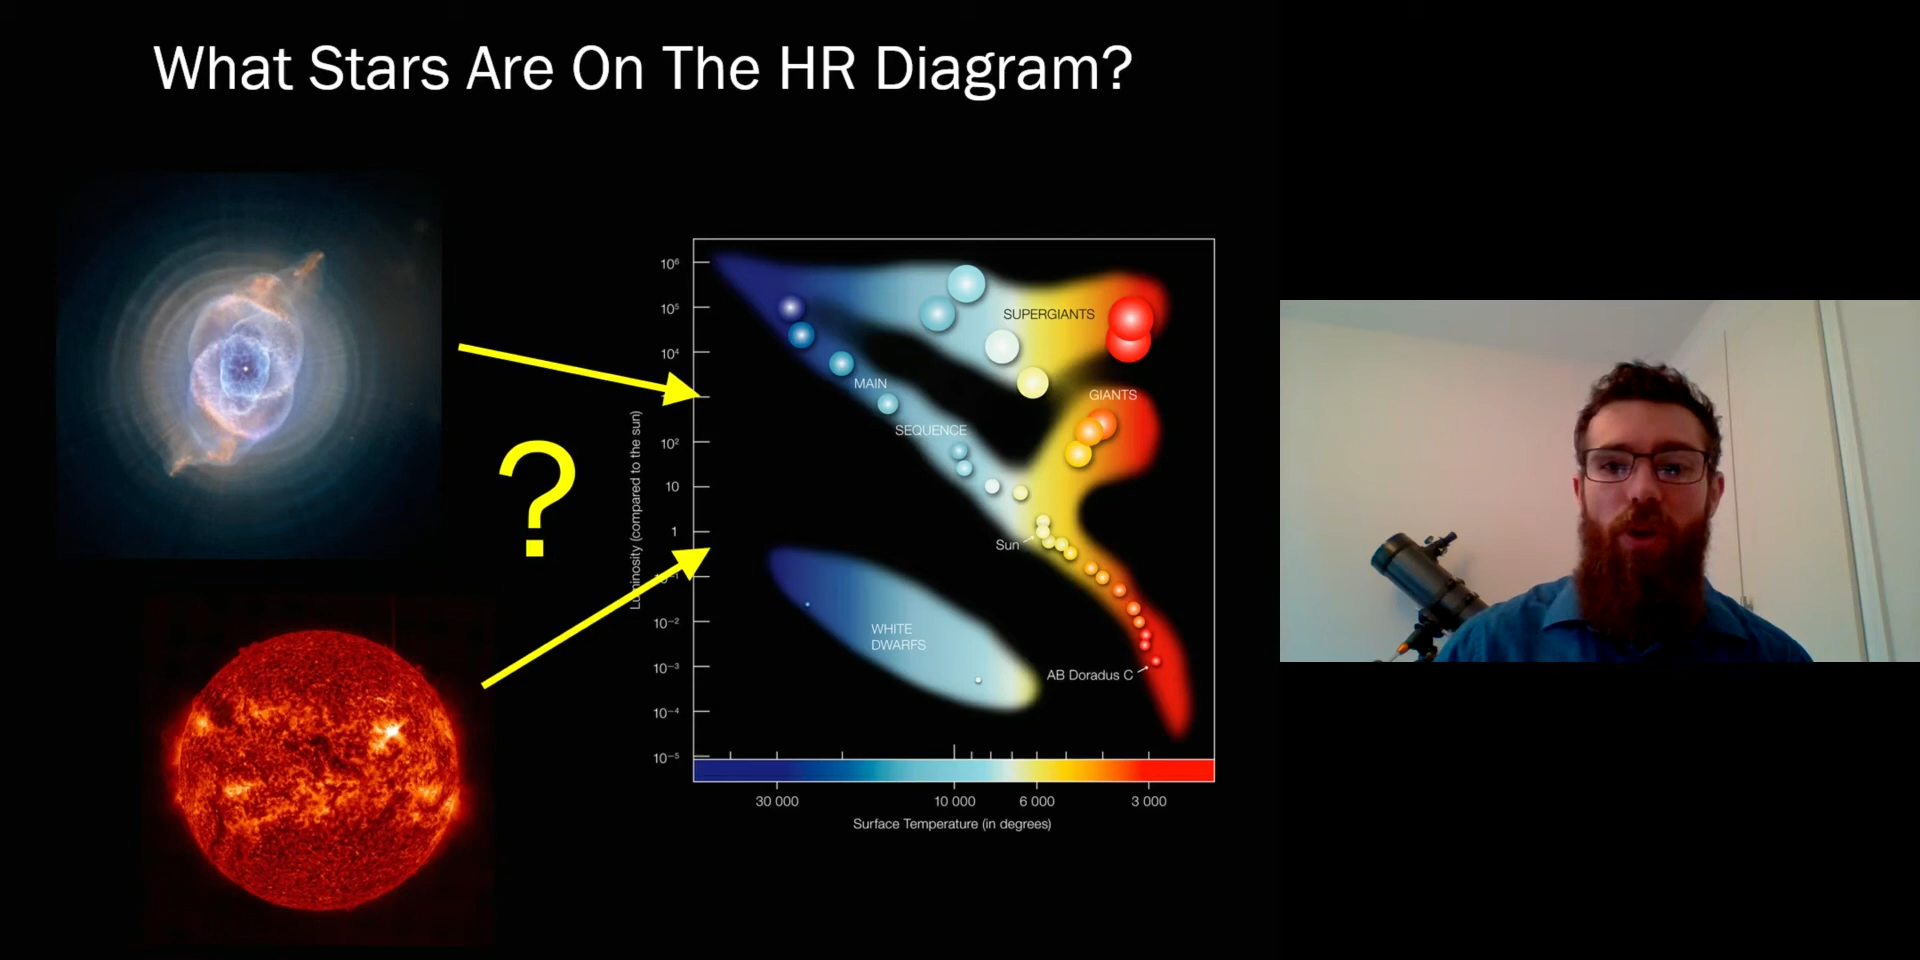 What Stars Are On The HR Diagram?
?
10⁶
10⁵
10⁴
10²
10
1
10⁻²
10⁻³
10⁻⁴
10⁻⁵
Luminosity (compared to the sun)
SUPERGIANTS
MAIN
GIANTS
SEQUENCE
Sun
WHITE
DWARFS
AB Doradus C
30 000
10 000
6 000
3 000
Surface Temperature (in degrees)